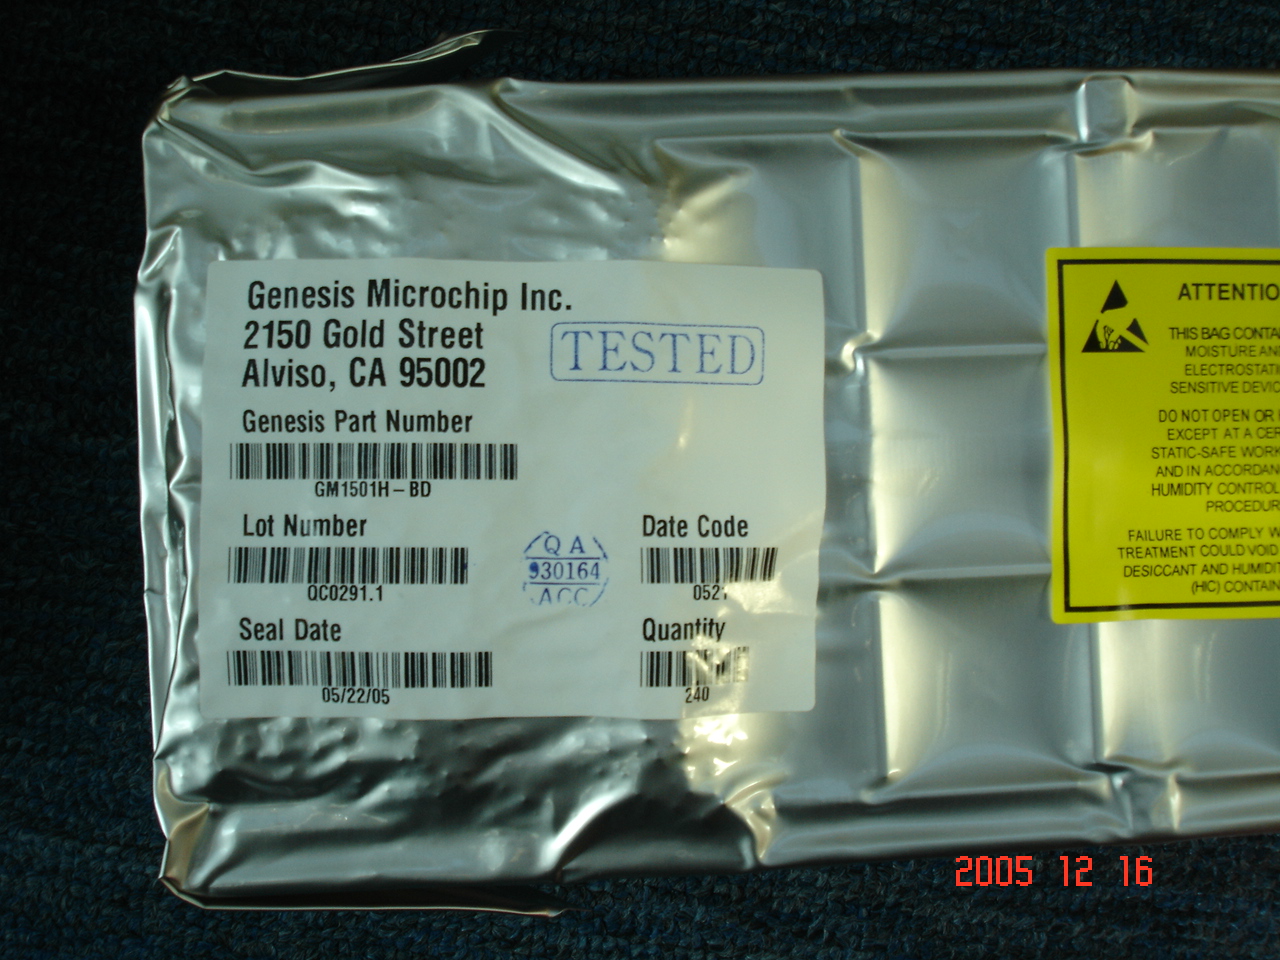 Genesis Microchip Inc.
2150 Gold Street
Alviso, CA 95002
TESTED
Genesis Part Number
GM1501H-BD
Lot Number
QC0291.1
Date Code
0521
QA
930164
ACC
Seal Date
05/22/05
Quantity
240
ATTENTIO
THIS BAG CONTA
MOISTURE AN
ELECTROSTATI
SENSITIVE DEVIC
DO NOT OPEN OR
EXCEPT AT A CER
STATIC-SAFE WORK
AND IN ACCORDAN
HUMIDITY CONTROL
PROCEDUR
FAILURE TO COMPLY W
TREATMENT COULD VOID
DESICCANT AND HUMIDI
(HIC) CONTAIN
2005 12 16